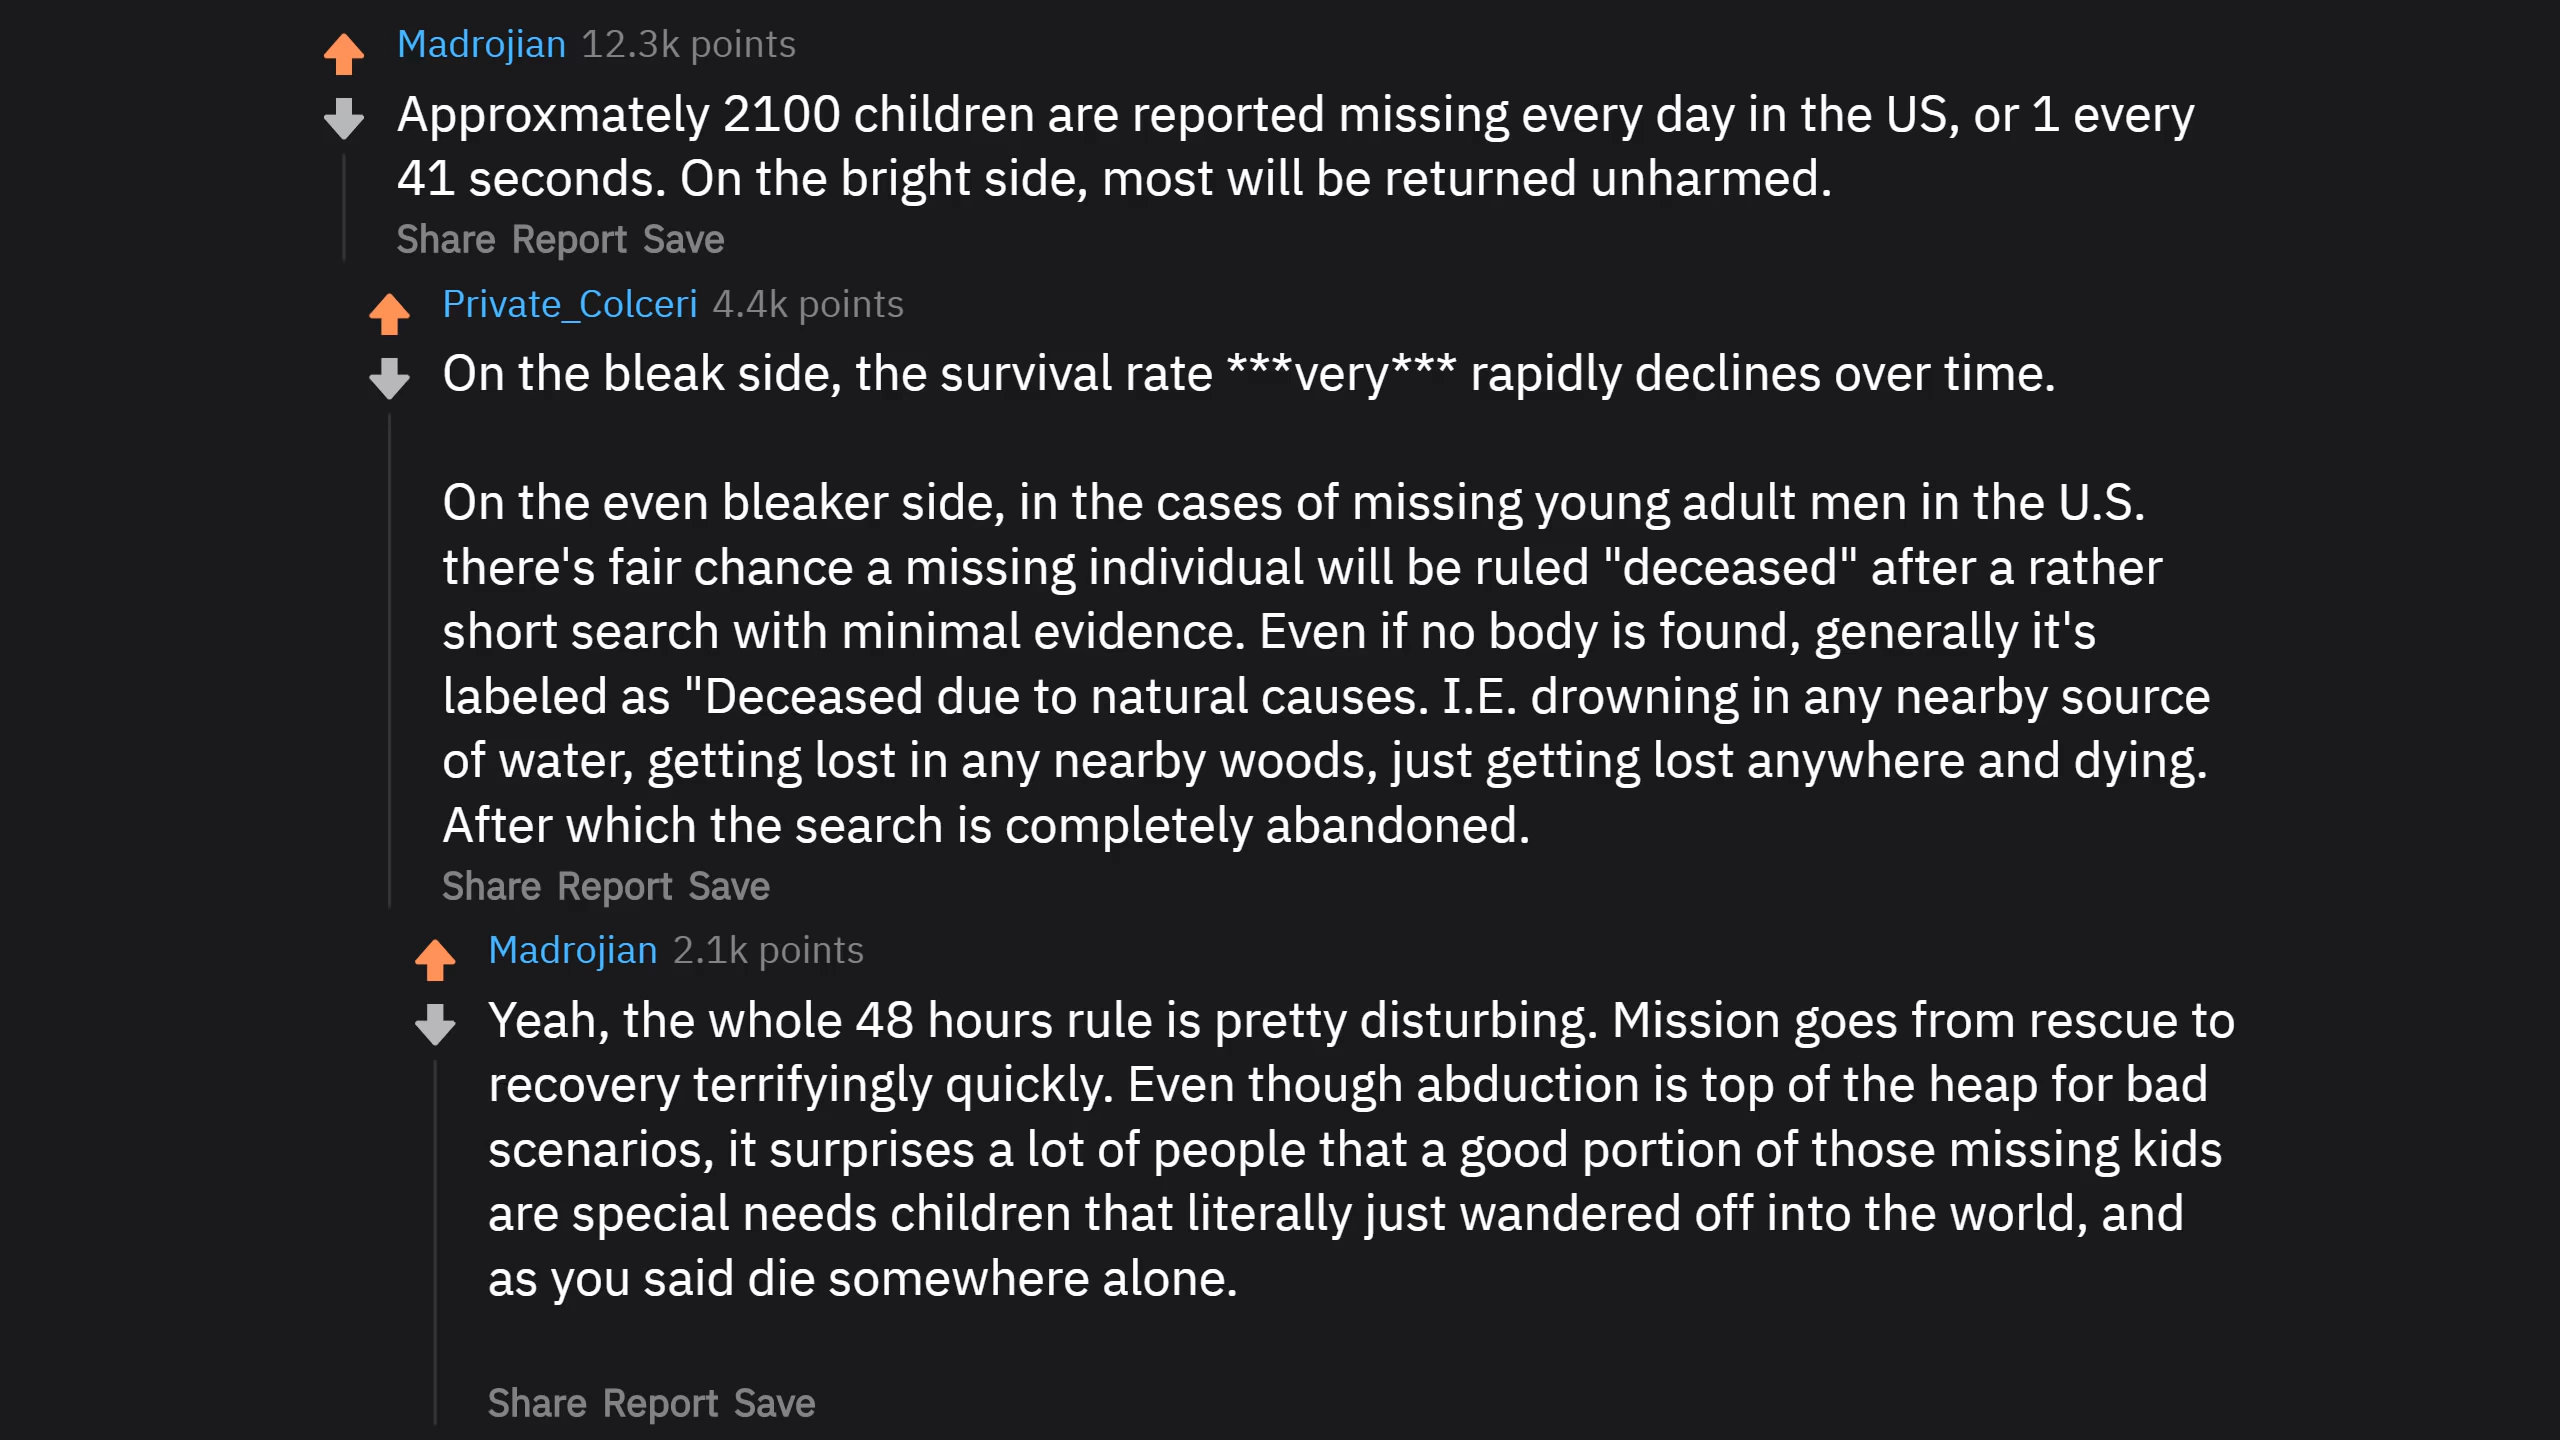 Madrojian 12.3k points
Approxmately 2100 children are reported missing every day in the US, or 1 every
41 seconds. On the bright side, most will be returned unharmed.
Share Report Save
Private_Colceri 4.4k points
On the bleak side, the survival rate ***very*** rapidly declines over time.
On the even bleaker side, in the cases of missing young adult men in the U.S.
there's fair chance a missing individual will be ruled "deceased" after a rather
short search with minimal evidence. Even if no body is found, generally it's
labeled as "Deceased due to natural causes. I.E. drowning in any nearby source
of water, getting lost in any nearby woods, just getting lost anywhere and dying.
After which the search is completely abandoned.
Share Report Save
Madrojian 2.1k points
Yeah, the whole 48 hours rule is pretty disturbing. Mission goes from rescue to
recovery terrifyingly quickly. Even though abduction is top of the heap for bad
scenarios, it surprises a lot of people that a good portion of those missing kids
are special needs children that literally just wandered off into the world, and
as you said die somewhere alone.
Share Report Save